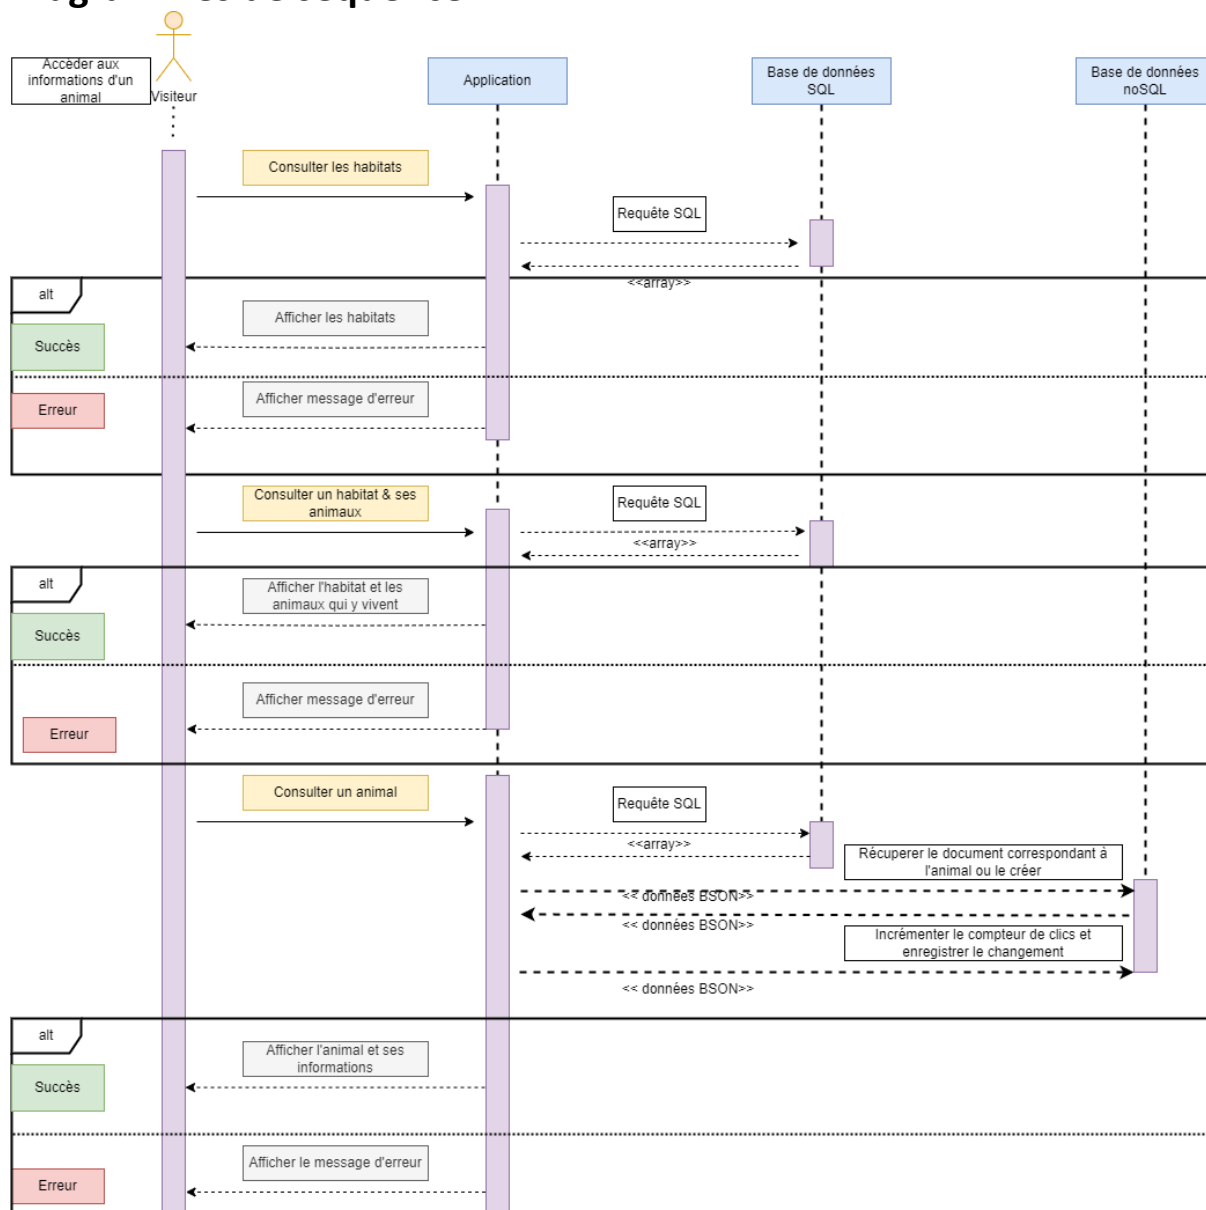 Diagrammes de séquence
Accèder aux
informations d'un
animal
Visiteur
Application
Base de données
SQL
Base de données
noSQL
Consulter les habitats
Requête SQL
<<array>>
alt
Afficher les habitats
Succès
Afficher message d'erreur
Erreur
Consulter un habitat & ses
animaux
Requête SQL
<<array>>
alt
Afficher l'habitat et les
animaux qui y vivent
Succès
Afficher message d'erreur
Erreur
Consulter un animal
Requête SQL
<<array>>
Récuperer le document correspondant à
l'animal ou le créer
<< données BSON>>
<< données BSON>>
Incrémenter le compteur de clics et
enregistrer le changement
<< données BSON>>
alt
Afficher l'animal et ses
informations
Succès
Afficher le message d'erreur
Erreur